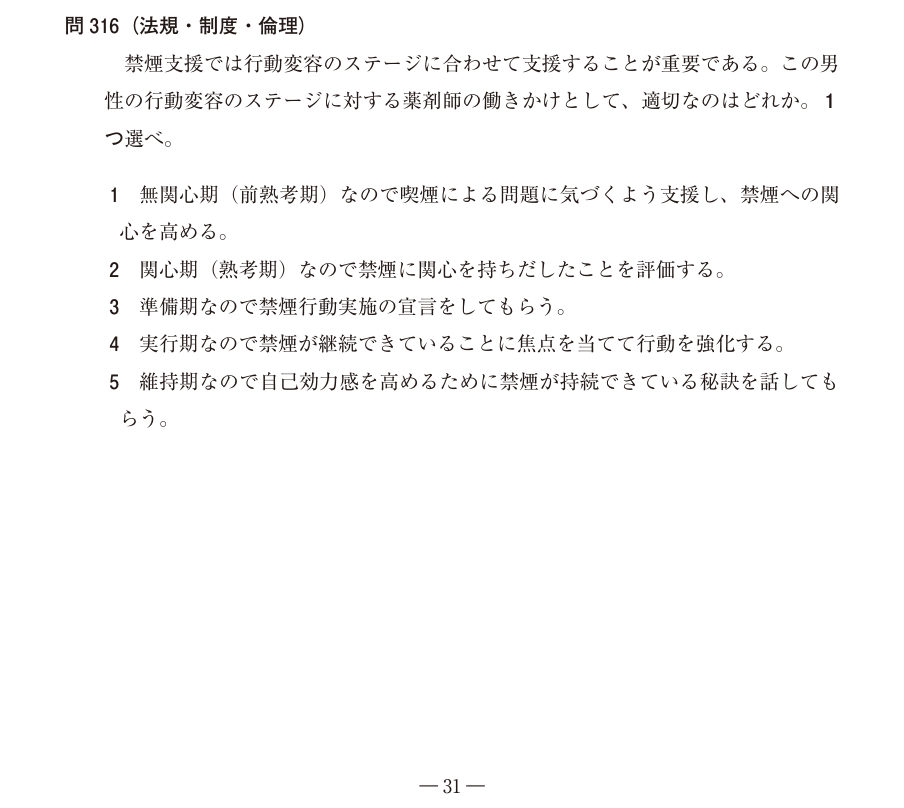 問 316（法規・制度・倫理）
禁煙支援では行動変容のステージに合わせて支援することが重要である。この男
性の行動変容のステージに対する薬剤師の働きかけとして、適切なのはどれか。1
つ選べ。
1　無関心期（前熟考期）なので喫煙による問題に気づくよう支援し、禁煙への関
心を高める。
2　関心期（熟考期）なので禁煙に関心を持ちだしたことを評価する。
3　準備期なので禁煙行動実施の宣言をしてもらう。
4　実行期なので禁煙が継続できていることに焦点を当てて行動を強化する。
5　維持期なので自己効力感を高めるために禁煙が持続できている秘訣を話しても
らう。
— 31 —